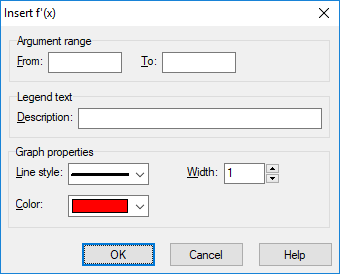 Insert f'(x)
Argument range
From: To:
Legend text
Description:
Graph properties
Line style: Width: 1
Color:
OK Cancel Help